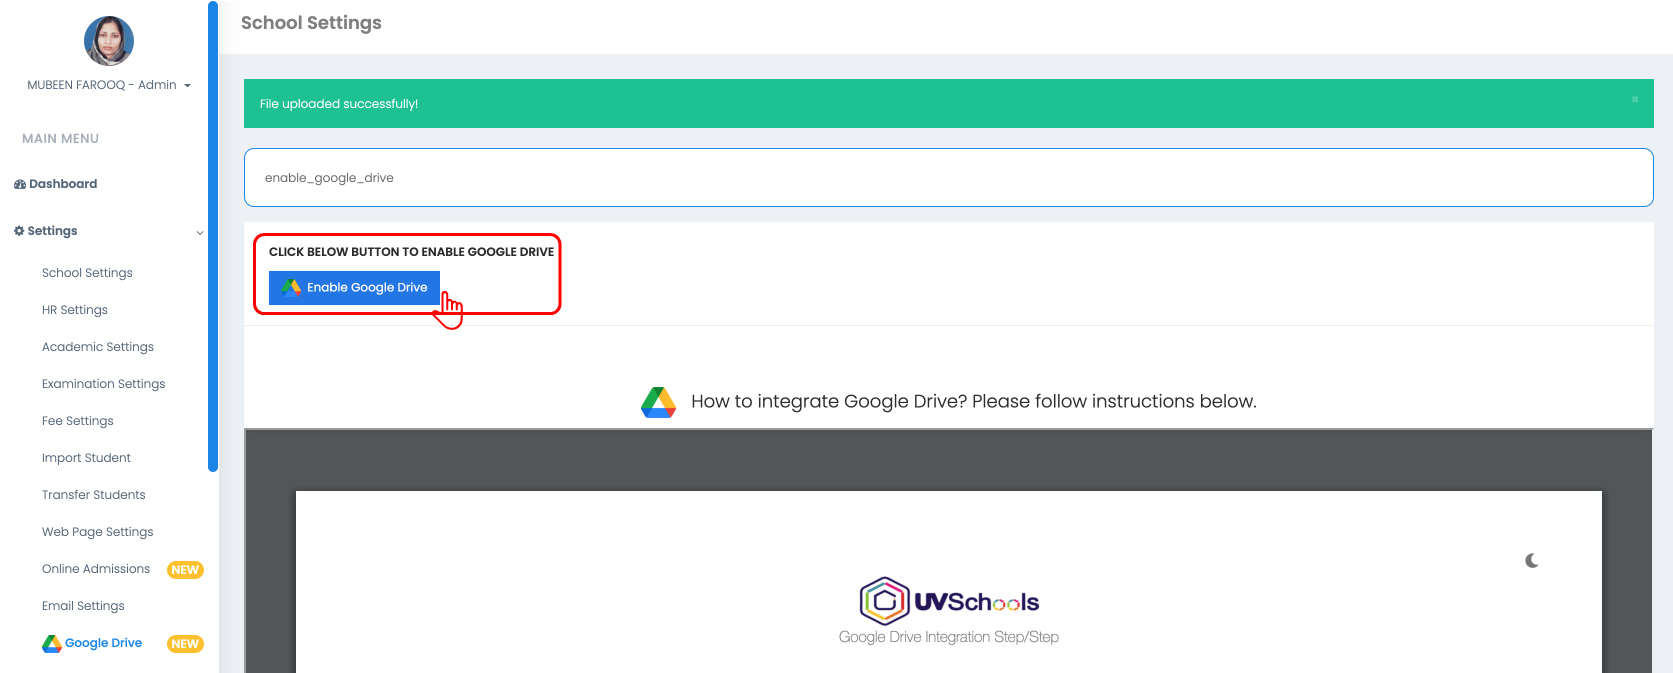 School Settings
MUBEEN FAROOQ - Admin
MAIN MENU
Dashboard
Settings
School Settings
HR Settings
Academic Settings
Examination Settings
Fee Settings
Import Student
Transfer Students
Web Page Settings
Online Admissions NEW
Email Settings
Google Drive NEW
File uploaded successfully!
×
enable_google_drive
CLICK BELOW BUTTON TO ENABLE GOOGLE DRIVE
Enable Google Drive
How to integrate Google Drive? Please follow instructions below.
UVSchools
Google Drive Integration Step/Step